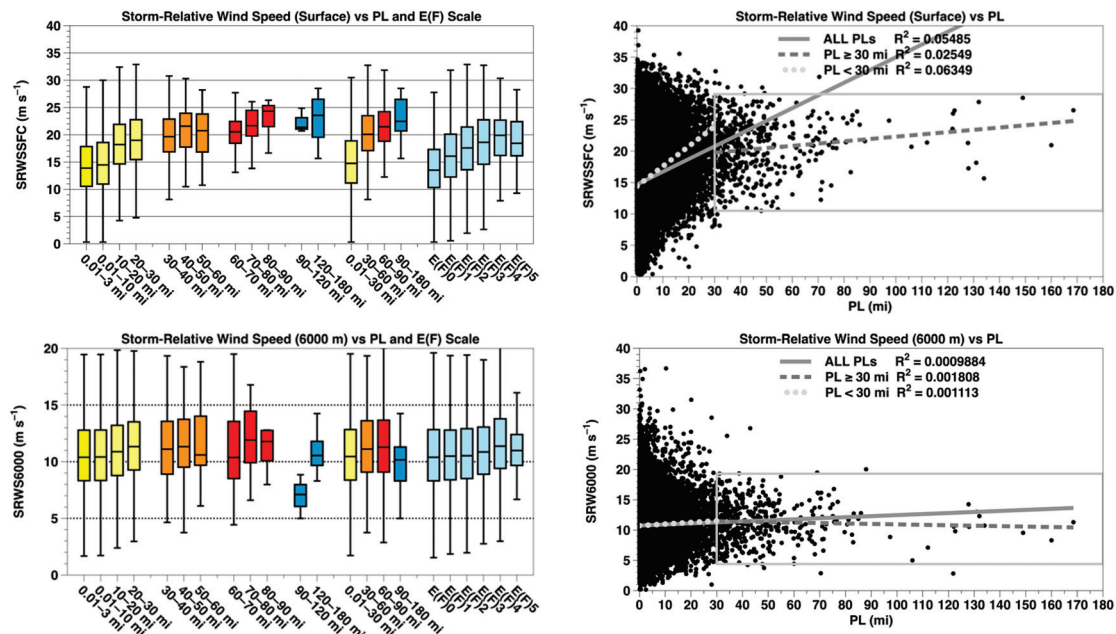 Storm-Relative Wind Speed (Surface) vs PL and E(F) Scale
SRWSSFC (m s⁻¹)
40
35
30
25
20
15
10
5
0
0.01–3 mi
0.01–10 mi
10–20 mi
20–30 mi
30–40 mi
40–50 mi
50–60 mi
60–70 mi
70–80 mi
80–90 mi
90–120 mi
120–180 mi
0.01–30 mi
30–60 mi
60–90 mi
90–180 mi
E(F)0
E(F)1
E(F)2
E(F)3
E(F)4
E(F)5
Storm-Relative Wind Speed (Surface) vs PL
ALL PLs R² = 0.05485
PL ≥ 30 mi R² = 0.02549
PL < 30 mi R² = 0.06349
SRWSSFC (m s⁻¹)
40
35
30
25
20
15
10
5
0
0 10 20 30 40 50 60 70 80 90 100 110 120 130 140 150 160 170 180
PL (mi)
Storm-Relative Wind Speed (6000 m) vs PL and E(F) Scale
SRWS6000 (m s⁻¹)
20
15
10
5
0
0.01–3 mi
0.01–10 mi
10–20 mi
20–30 mi
30–40 mi
40–50 mi
50–60 mi
60–70 mi
70–80 mi
80–90 mi
90–120 mi
120–180 mi
0.01–30 mi
30–60 mi
60–90 mi
90–180 mi
E(F)0
E(F)1
E(F)2
E(F)3
E(F)4
E(F)5
Storm-Relative Wind Speed (6000 m) vs PL
ALL PLs R² = 0.0009884
PL ≥ 30 mi R² = 0.001808
PL < 30 mi R² = 0.001113
SRW6000 (m s⁻¹)
40
35
30
25
20
15
10
5
0
0 10 20 30 40 50 60 70 80 90 100 110 120 130 140 150 160 170 180
PL (mi)